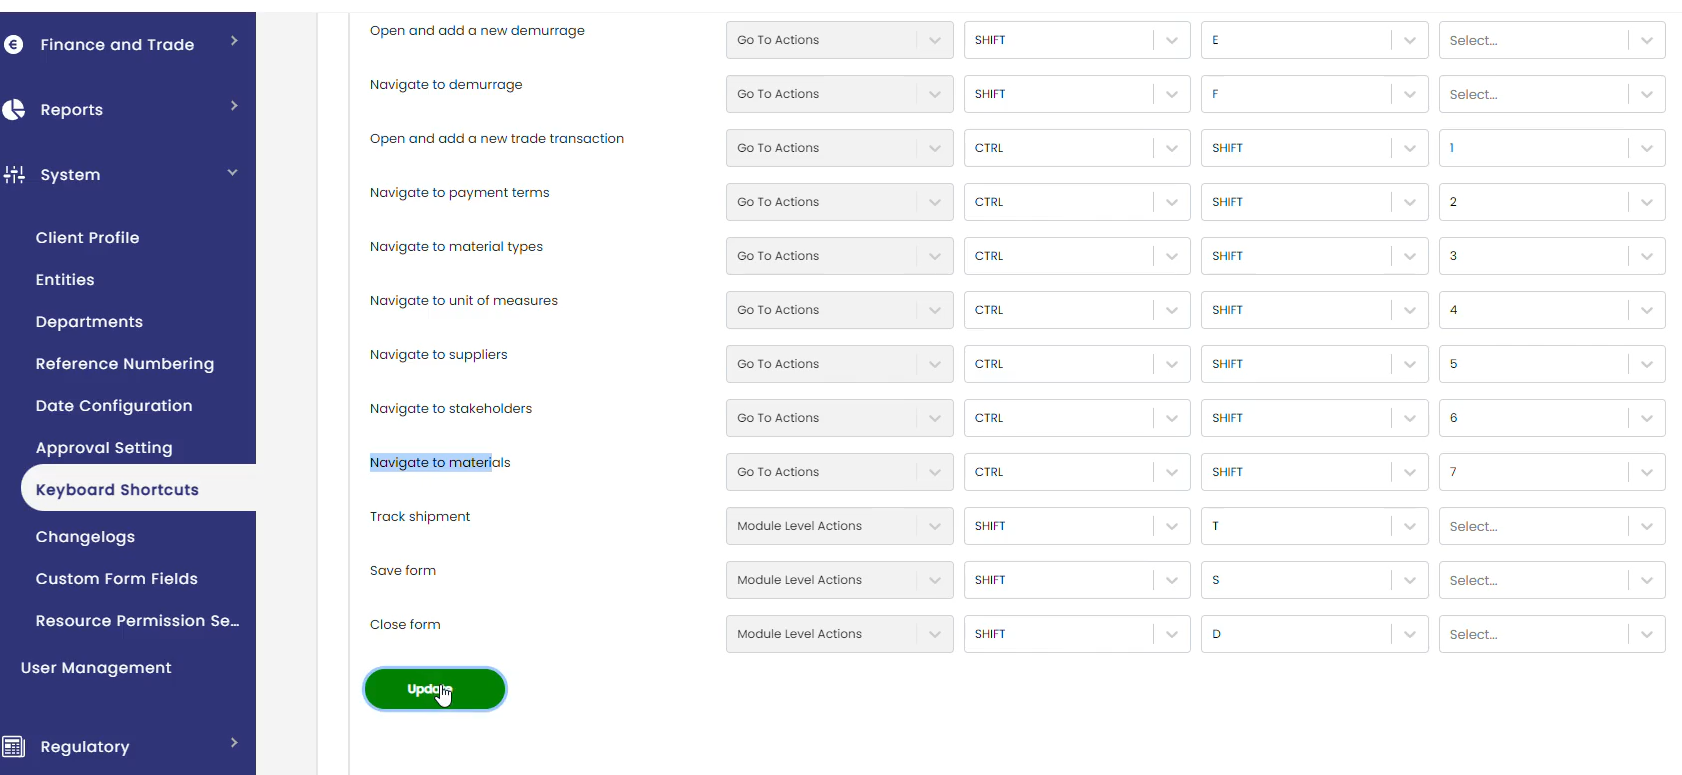 Finance and Trade
Reports
System
Client Profile
Entities
Departments
Reference Numbering
Date Configuration
Approval Setting
Keyboard Shortcuts
Changelogs
Custom Form Fields
Resource Permission Se...
User Management
Regulatory
Open and add a new demurrage Go To Actions SHIFT E Select...
Navigate to demurrage Go To Actions SHIFT F Select...
Open and add a new trade transaction Go To Actions CTRL SHIFT 1
Navigate to payment terms Go To Actions CTRL SHIFT 2
Navigate to material types Go To Actions CTRL SHIFT 3
Navigate to unit of measures Go To Actions CTRL SHIFT 4
Navigate to suppliers Go To Actions CTRL SHIFT 5
Navigate to stakeholders Go To Actions CTRL SHIFT 6
Navigate to materials Go To Actions CTRL SHIFT 7
Track shipment Module Level Actions SHIFT T Select...
Save form Module Level Actions SHIFT S Select...
Close form Module Level Actions SHIFT D Select...
Update